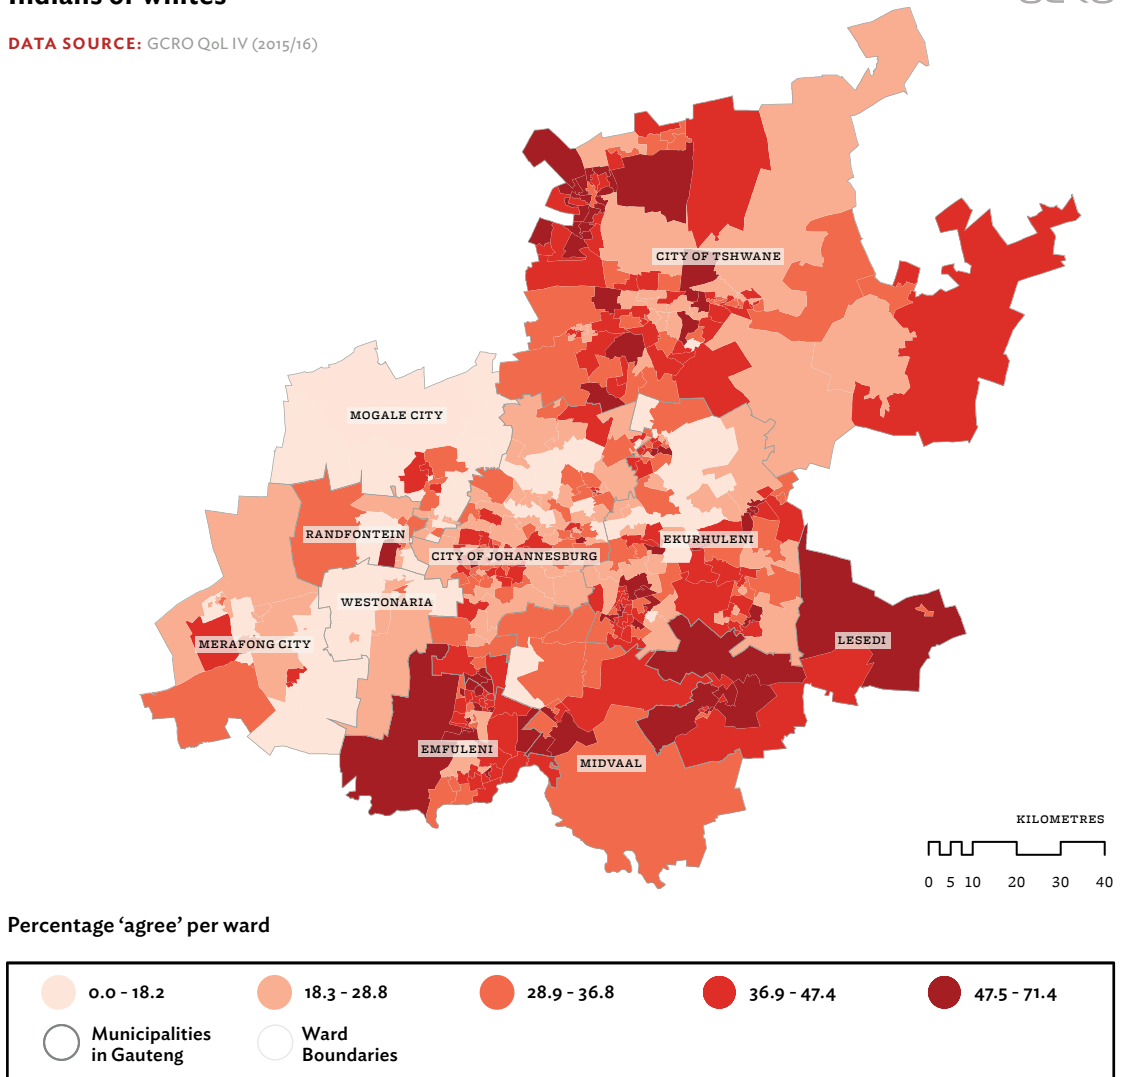 Indians or whites
DATA SOURCE: GCRO QoL IV (2015/16)
CITY OF TSHWANE
MOGALE CITY
RANDFONTEIN
EKURHULENI
CITY OF JOHANNESBURG
WESTONARIA
LESEDI
MERAFONG CITY
EMFULENI
MIDVAAL
KILOMETRES
0 5 10 20 30 40
Percentage ‘agree’ per ward
0.0 - 18.2
18.3 - 28.8
28.9 - 36.8
36.9 - 47.4
47.5 - 71.4
Municipalities
in Gauteng
Ward
Boundaries